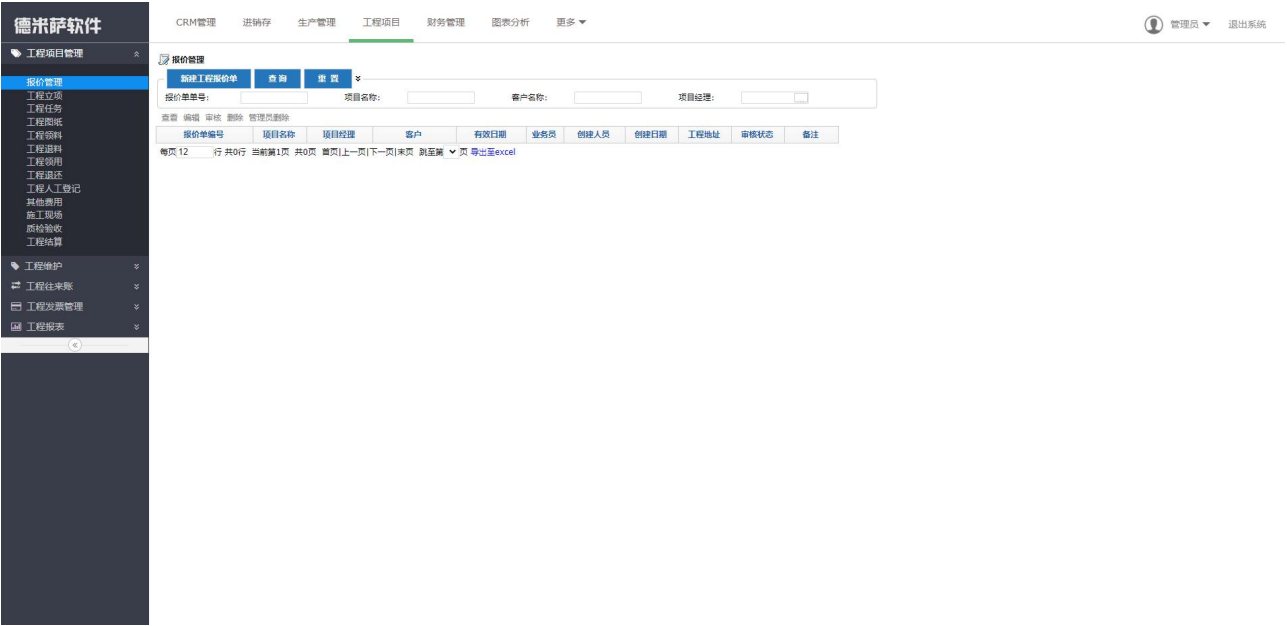 德米萨软件
CRM管理 进销存 生产管理 工程项目 财务管理 图表分析 更多
管理员 退出系统
工程项目管理
报价管理
工程立项
工程任务
工程图纸
工程领料
工程退料
工程领用
工程退还
工程人工登记
其他费用
施工现场
质检验收
工程结算
工程维护
工程往来账
工程发票管理
工程报表
报价管理
新建工程报价单 查 询 重 置
报价单单号: 项目名称: 客户名称: 项目经理:
查看 编辑 审核 删除 管理员删除
报价单编号 项目名称 项目经理 客户 有效日期 业务员 创建人员 创建日期 工程地址 审核状态 备注
每页 12 行 共0行 当前第1页 共0页 首页|上一页|下一页|末页 跳至第 页 导出至excel